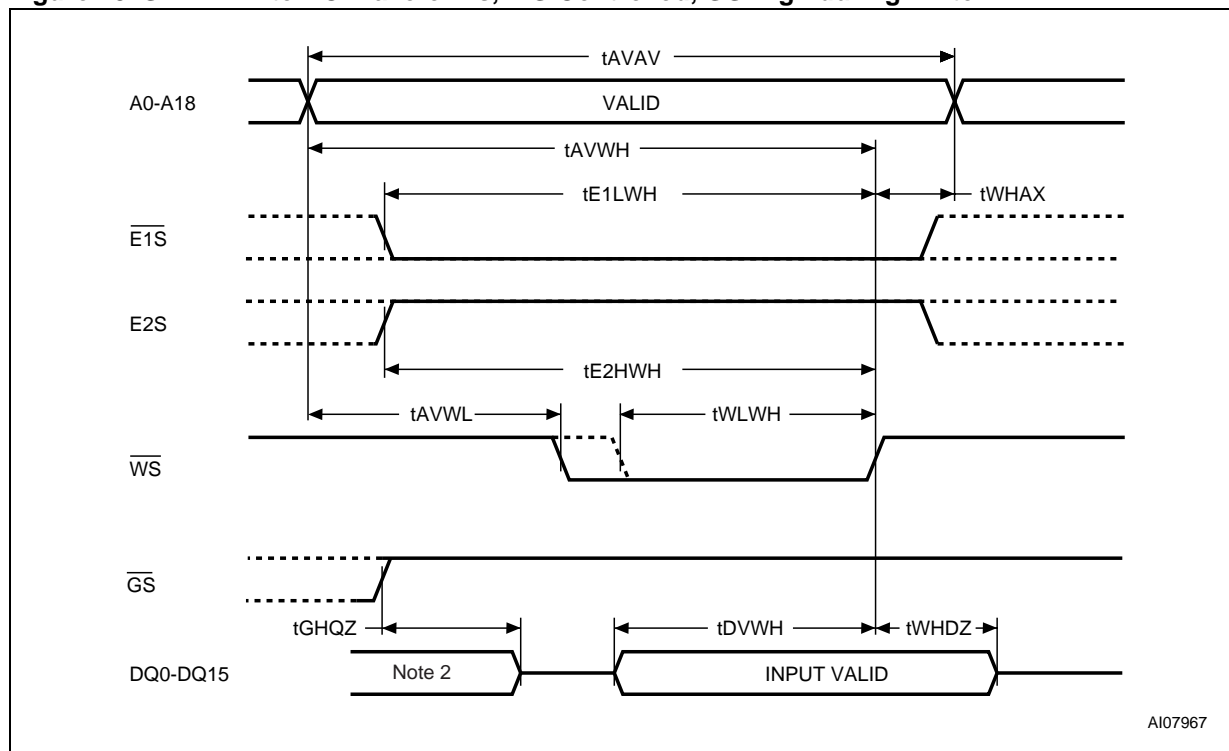 tAVAV
A0-A18
VALID
tAVWH
tE1LWH
tWHAX
E1S
E2S
tE2HWH
tAVWL
tWLWH
WS
GS
tGHQZ
tDVWH
tWHDZ
DQ0-DQ15
Note 2
INPUT VALID
AI07967